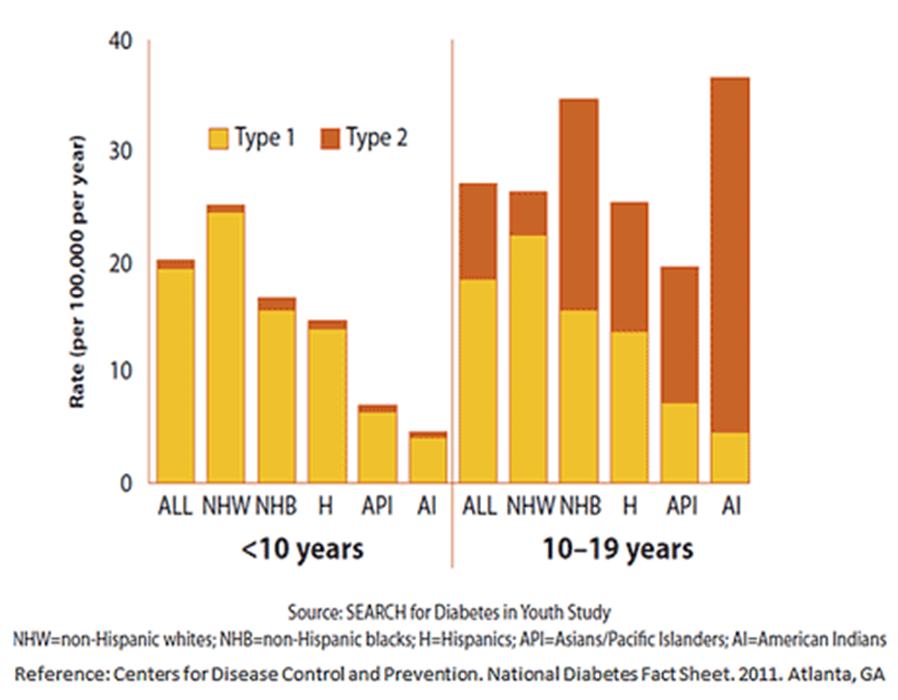 40
30
20
10
0
Rate (per 100,000 per year)
Type 1 Type 2
ALL NHW NHB H API AI ALL NHW NHB H API AI
<10 years 10–19 years
Source: SEARCH for Diabetes in Youth Study
NHW=non-Hispanic whites; NHB=non-Hispanic blacks; H=Hispanics; API=Asians/Pacific Islanders; AI=American Indians
Reference: Centers for Disease Control and Prevention. National Diabetes Fact Sheet. 2011. Atlanta, GA